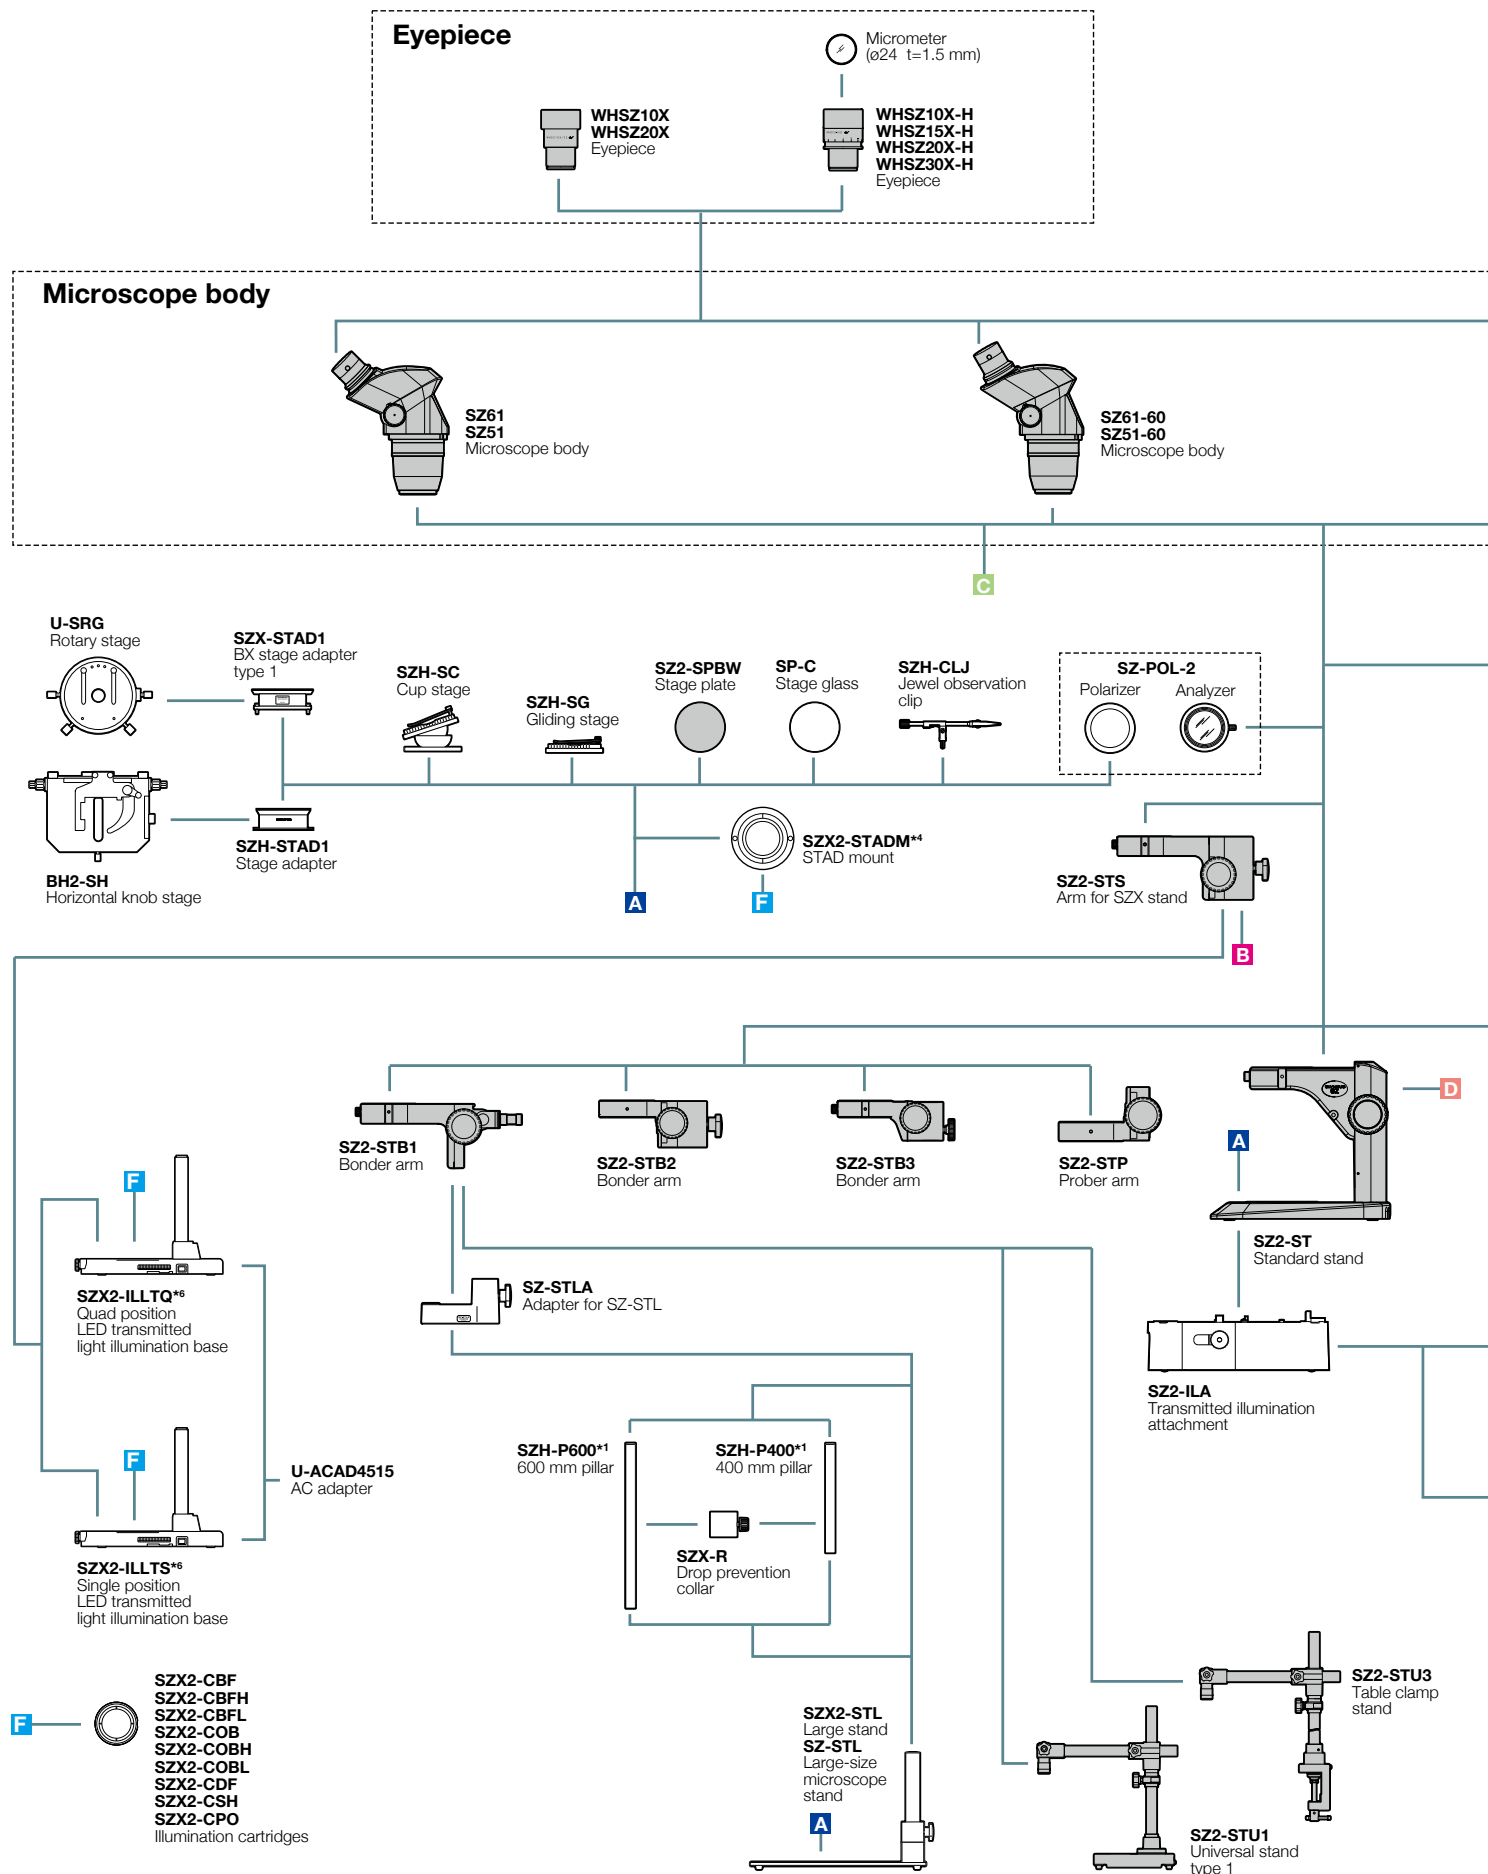 Eyepiece
Micrometer
(ø24 t=1.5 mm)
WHSZ10X
WHSZ20X
Eyepiece
WHSZ10X-H
WHSZ15X-H
WHSZ20X-H
WHSZ30X-H
Eyepiece
Microscope body
SZ61
SZ51
Microscope body
SZ61-60
SZ51-60
Microscope body
C
U-SRG
Rotary stage
SZX-STAD1
BX stage adapter
type 1
SZH-SC
Cup stage
SZH-SG
Gliding stage
SZ2-SPBW
Stage plate
SP-C
Stage glass
SZH-CLJ
Jewel observation
clip
SZ-POL-2
Polarizer
Analyzer
BH2-SH
Horizontal knob stage
SZH-STAD1
Stage adapter
SZX2-STADM*4
STAD mount
A
F
SZ2-STS
Arm for SZX stand
B
SZ2-STB1
Bonder arm
SZ2-STB2
Bonder arm
SZ2-STB3
Bonder arm
SZ2-STP
Prober arm
D
A
SZ2-ST
Standard stand
F
SZX2-ILLTQ*6
Quad position
LED transmitted
light illumination base
SZ-STLA
Adapter for SZ-STL
SZ2-ILA
Transmitted illumination
attachment
F
U-ACAD4515
AC adapter
SZH-P600*1
600 mm pillar
SZH-P400*1
400 mm pillar
SZX-R
Drop prevention
collar
SZX2-ILLTS*6
Single position
LED transmitted
light illumination base
F
SZX2-CBF
SZX2-CBFH
SZX2-CBFL
SZX2-COB
SZX2-COBH
SZX2-COBL
SZX2-CDF
SZX2-CSH
SZX2-CPO
Illumination cartridges
SZX2-STL
Large stand
SZ-STL
Large-size
microscope
stand
A
SZ2-STU3
Table clamp
stand
SZ2-STU1
Universal stand
type 1